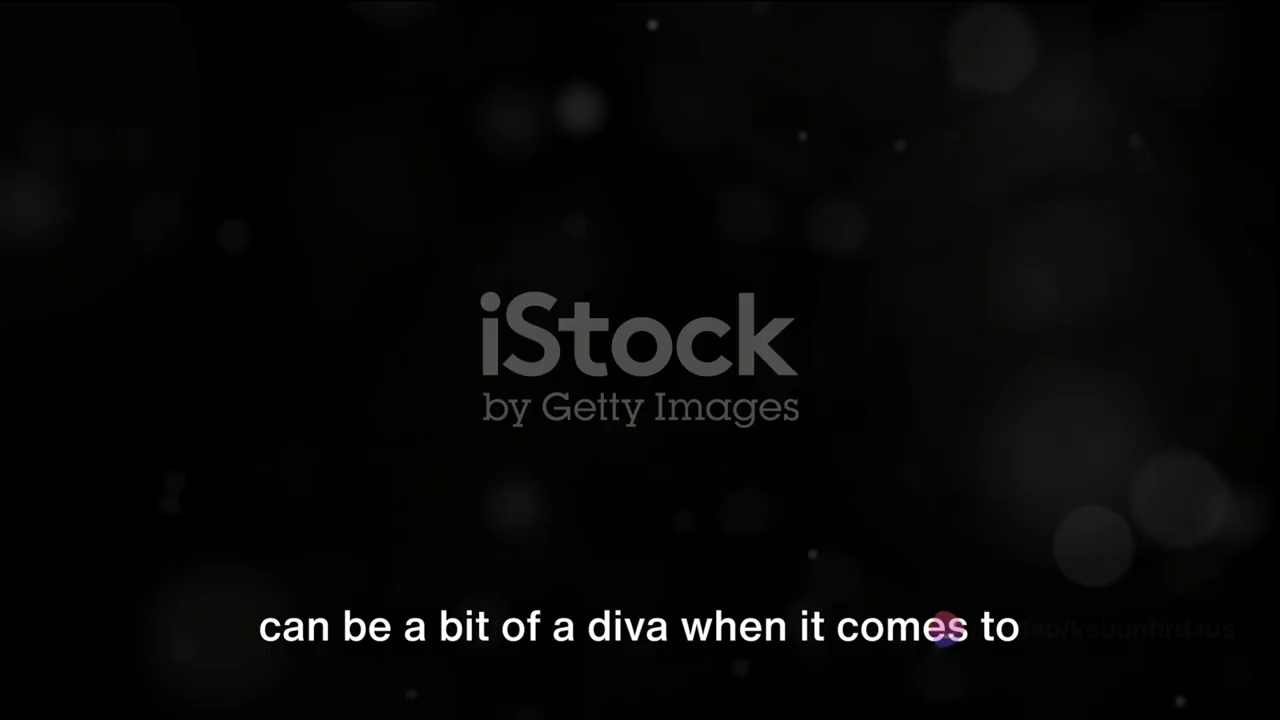 iStock
by Getty Images
can be a bit of a diva when it comes to